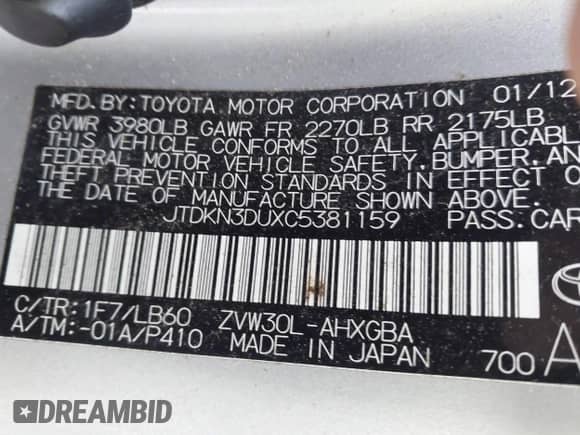 MFD. BY: TOYOTA MOTOR CORPORATION 01/12
GVWR 3980LB GAWR FR 2270LB RR 2175LB
THIS VEHICLE CONFORMS TO ALL APPLICABL
FEDERAL MOTOR VEHICLE SAFETY, BUMPER, AN
THEFT PREVENTION STANDARDS IN EFFECT O
THE DATE OF MANUFACTURE SHOWN ABOVE.
JTDKN3DUXC5381159 PASS. CAR
C/TR: 1F7/LB60 ZVW30L-AHXGBA
A/TM: -01A/P410 MADE IN JAPAN 700 A
DREAMBID